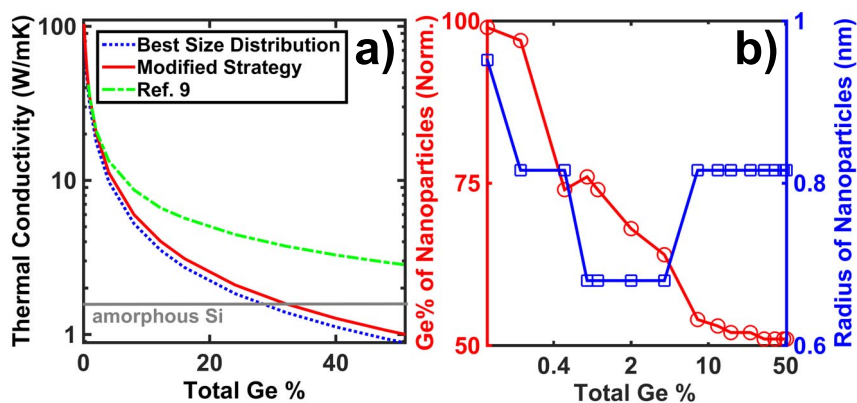 a)
Thermal Conductivity (W/mK)
100
10
1
Best Size Distribution
Modified Strategy
Ref. 9
amorphous Si
0
20
40
Total Ge %
b)
Ge% of Nanoparticles (Norm.)
100
75
50
0.4
2
10
50
Total Ge %
1
0.8
0.6
Radius of Nanoparticles (nm)